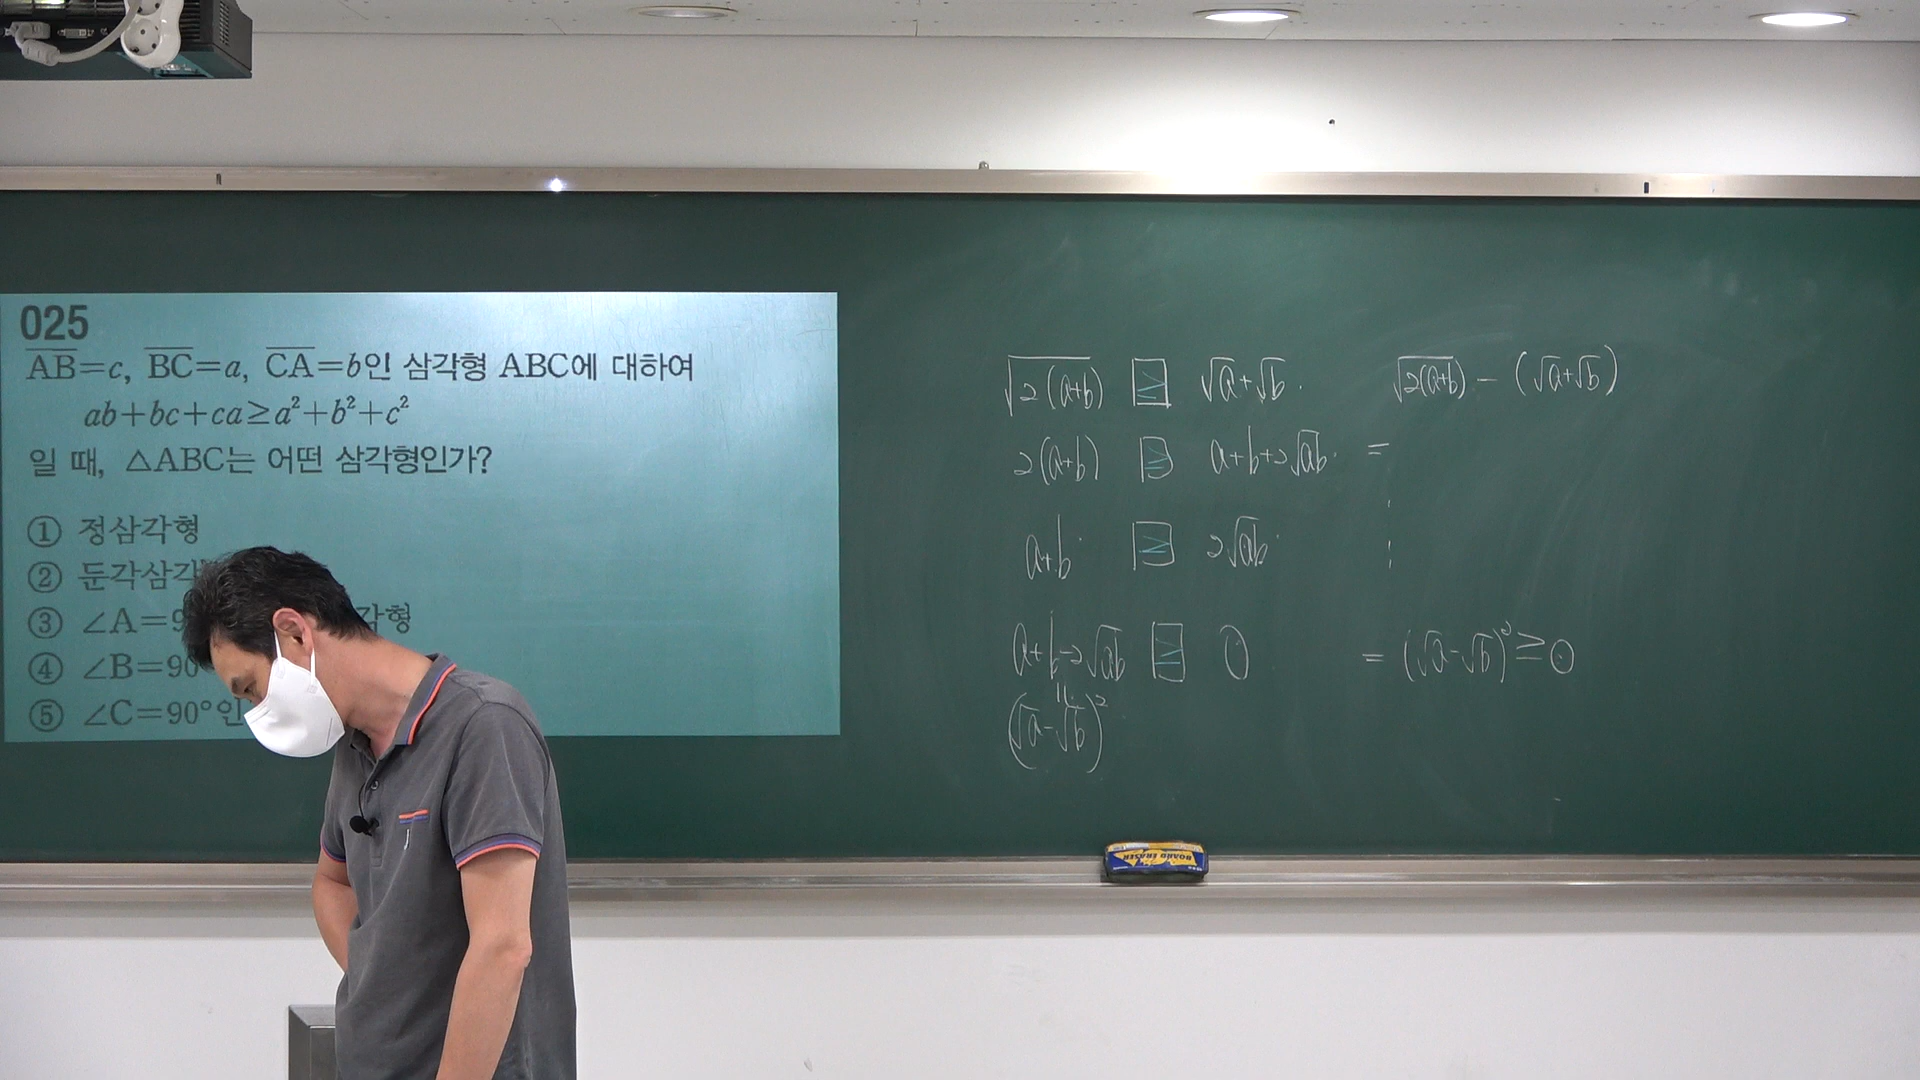 025
AB=c, BC=a, CA=b인 삼각형 ABC에 대하여
ab+bc+ca≥a²+b²+c²
일 때, △ABC는 어떤 삼각형인가?
① 정삼각형
② 둔각삼각
③ ∠A=9 각형
④ ∠B=90
⑤ ∠C=90°인
√2(a+b) ≥ √a+√b. √2(a+b) - (√a+√b)
2(a+b) ≥ a+b+2√ab. =
a+b ≥ 2√ab
a+b-2√ab ≥ 0 = (√a-√b)² ≥ 0
(√a-√b)²
BOARD ERASER